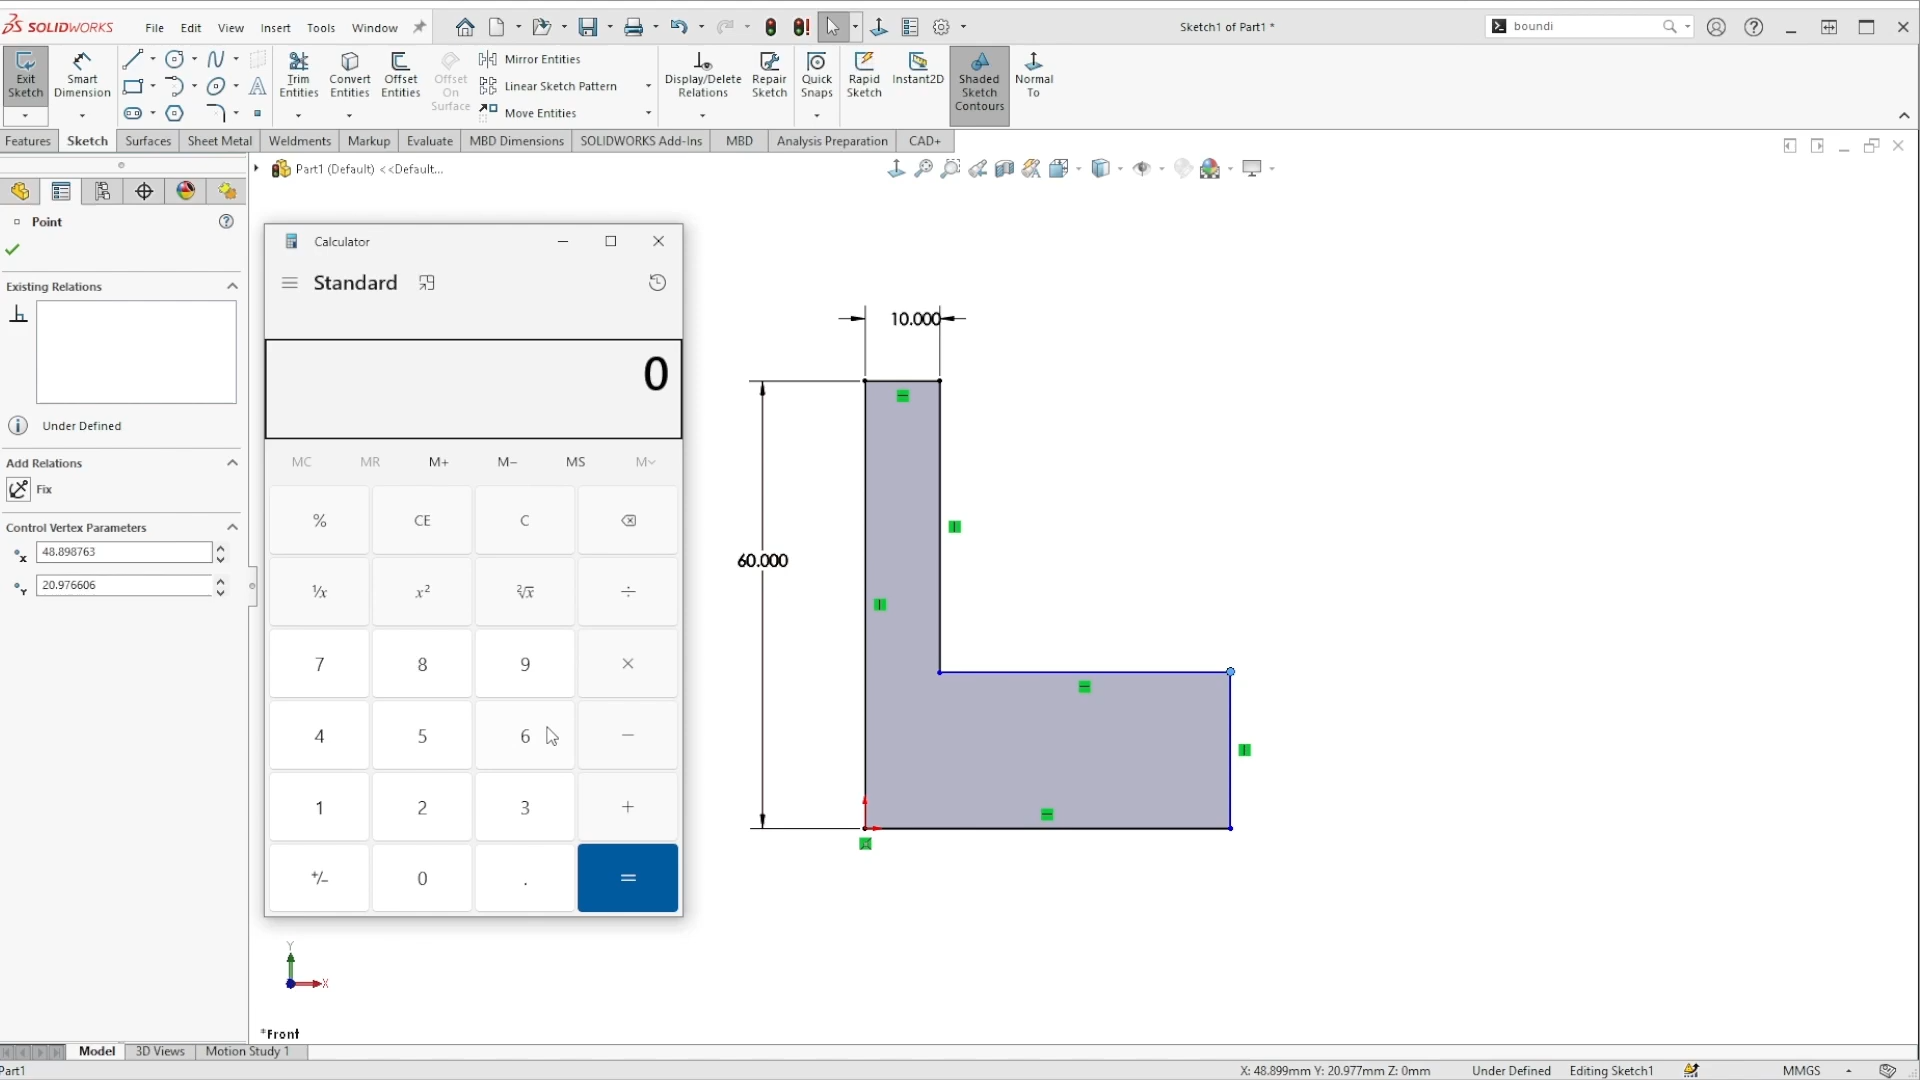 SOLIDWORKS File Edit View Insert Tools Window Sketch1 of Part1 * boundi
Exit Sketch
Smart Dimension
Trim Entities
Convert Entities
Offset Entities
Offset On Surface
Mirror Entities
Linear Sketch Pattern
Move Entities
Display/Delete Relations
Repair Sketch
Quick Snaps
Rapid Sketch
Instant2D
Shaded Sketch Contours
Normal To
Features Sketch Surfaces Sheet Metal Weldments Markup Evaluate MBD Dimensions SOLIDWORKS Add-Ins MBD Analysis Preparation CAD+
Part1 (Default) <<Default...
Point
Existing Relations
Under Defined
Add Relations
Fix
Control Vertex Parameters
X 48.898763
Y 20.976606
Calculator
Standard
0
MC MR M+ M− MS M
% CE C
⅟x x² ²√x ÷
7 8 9 ×
4 5 6 −
1 2 3 +
+/− 0 . =
10.000
60.000
Y
X
*Front
Model 3D Views Motion Study 1
Part1 X: 48.899mm Y: 20.977mm Z: 0mm Under Defined Editing Sketch1 MMGS